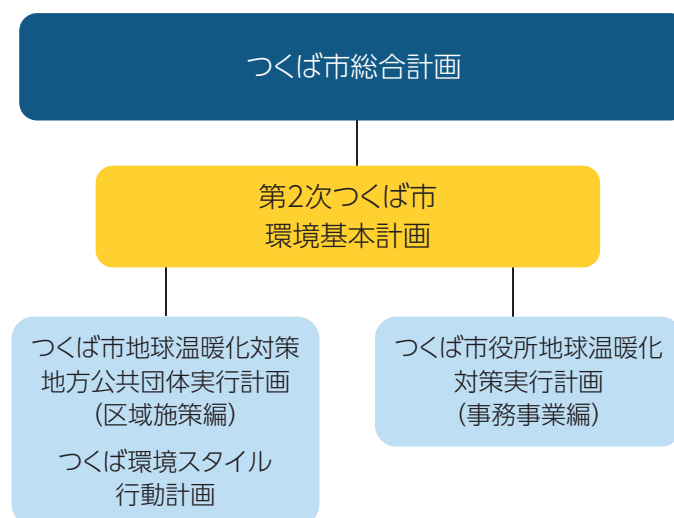 つくば市総合計画
第2次つくば市
環境基本計画
つくば市地球温暖化対策
地方公共団体実行計画
（区域施策編）
つくば環境スタイル
行動計画
つくば市役所地球温暖化
対策実行計画
（事務事業編）